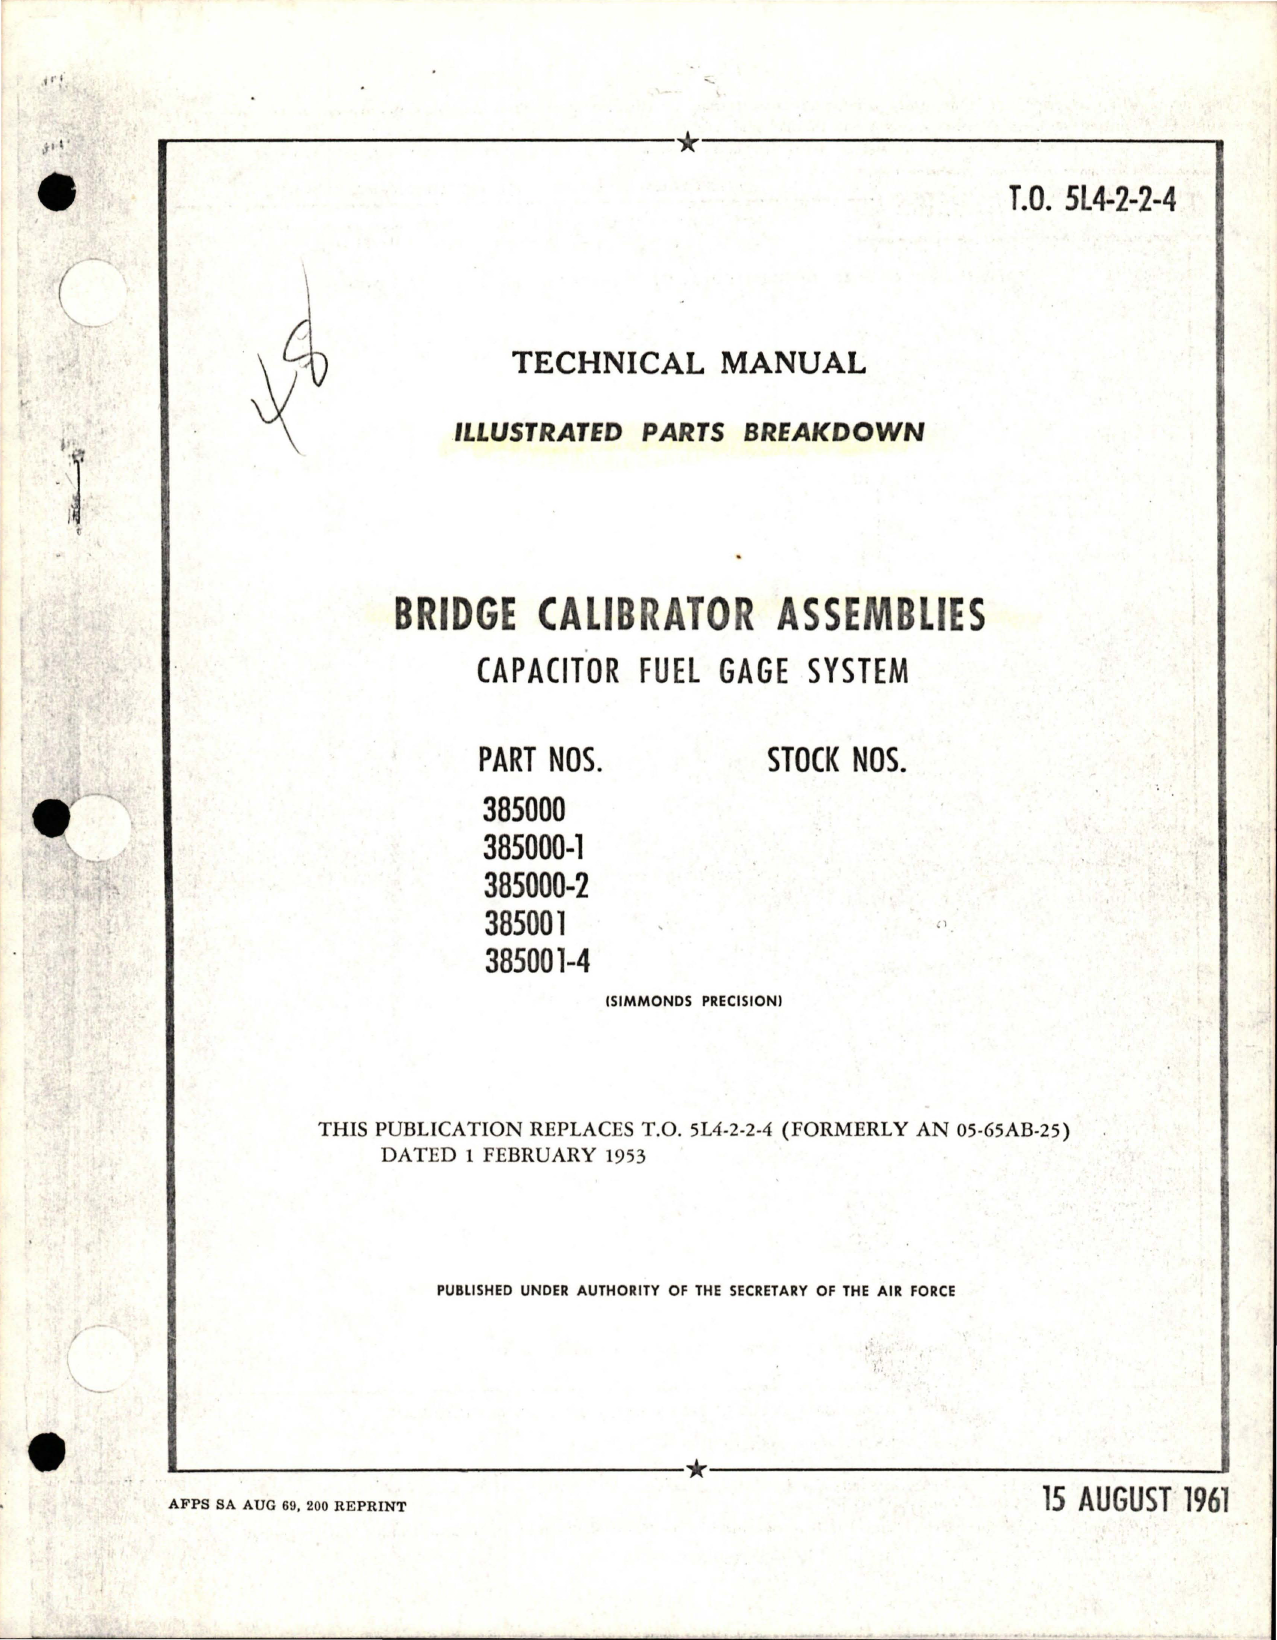 T.O. 5L4-2-2-4
48
TECHNICAL MANUAL
ILLUSTRATED PARTS BREAKDOWN
BRIDGE CALIBRATOR ASSEMBLIES
CAPACITOR FUEL GAGE SYSTEM
PART NOS. STOCK NOS.
385000
385000-1
385000-2
385001
385001-4
(SIMMONDS PRECISION)
THIS PUBLICATION REPLACES T.O. 5L4-2-2-4 (FORMERLY AN 05-65AB-25)
DATED 1 FEBRUARY 1953
PUBLISHED UNDER AUTHORITY OF THE SECRETARY OF THE AIR FORCE
AFPS SA AUG 69, 200 REPRINT
15 AUGUST 1961